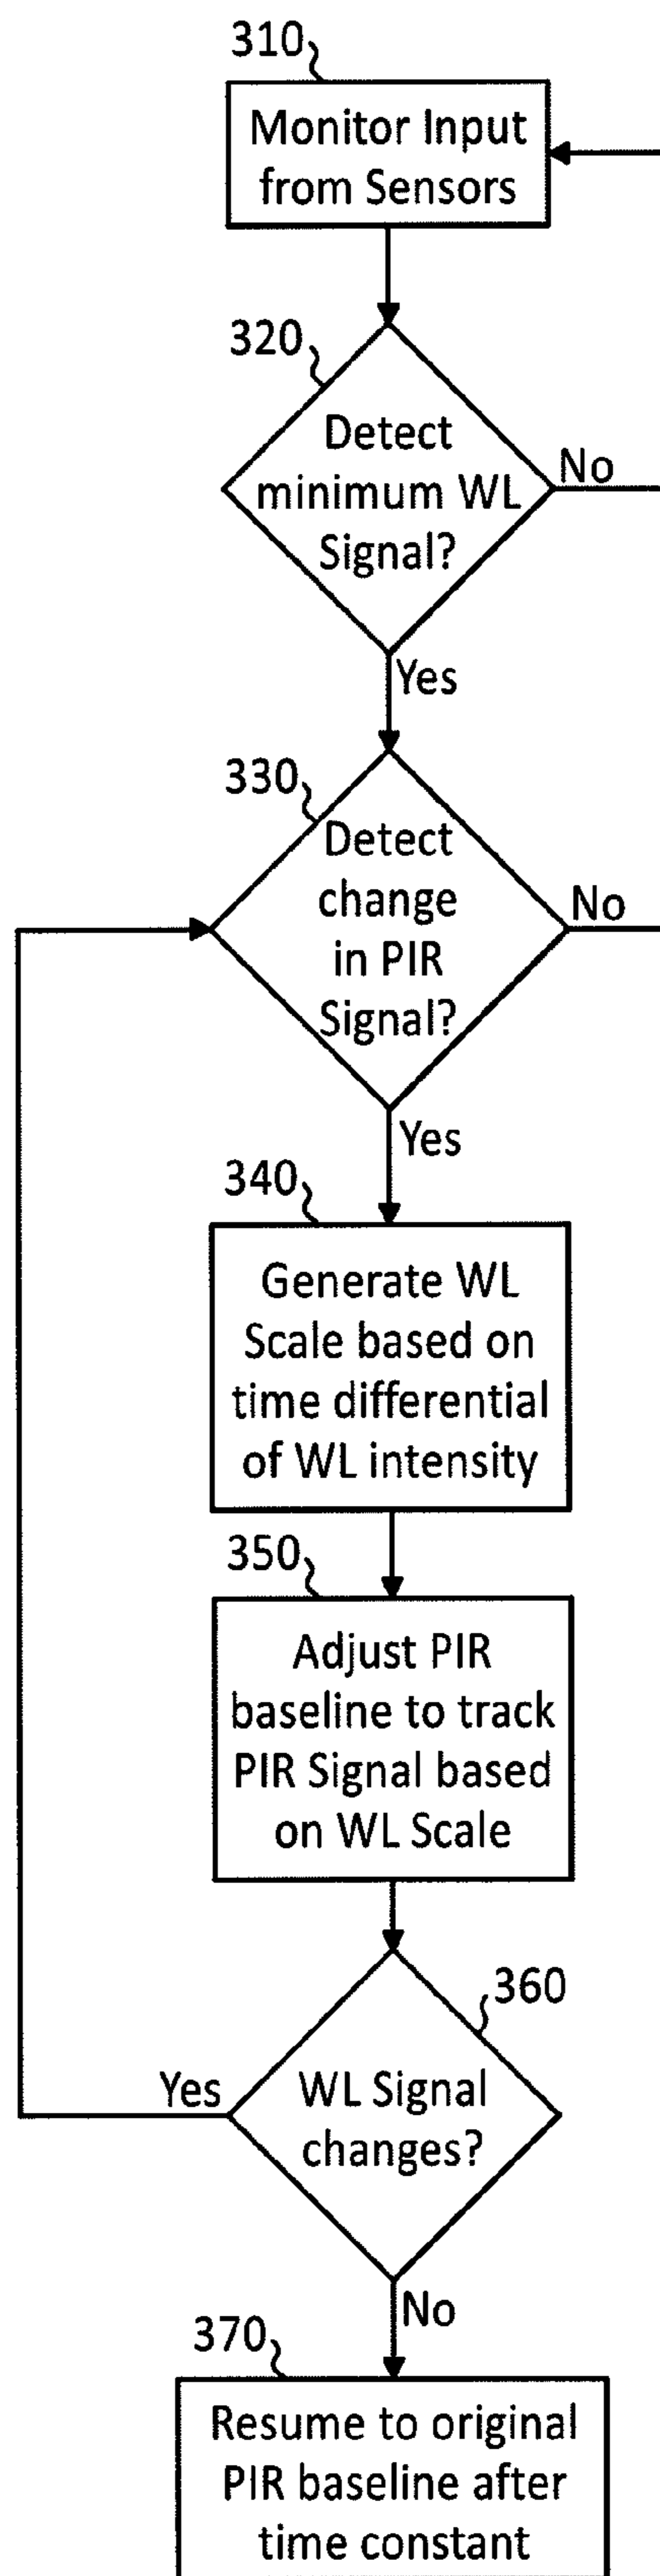 310
Monitor Input
from Sensors
320
Detect
minimum WL
Signal?
No
Yes
330
Detect
change
in PIR
Signal?
No
Yes
340
Generate WL
Scale based on
time differential
of WL intensity
350
Adjust PIR
baseline to track
PIR Signal based
on WL Scale
360
WL Signal
changes?
Yes
No
370
Resume to original
PIR baseline after
time constant